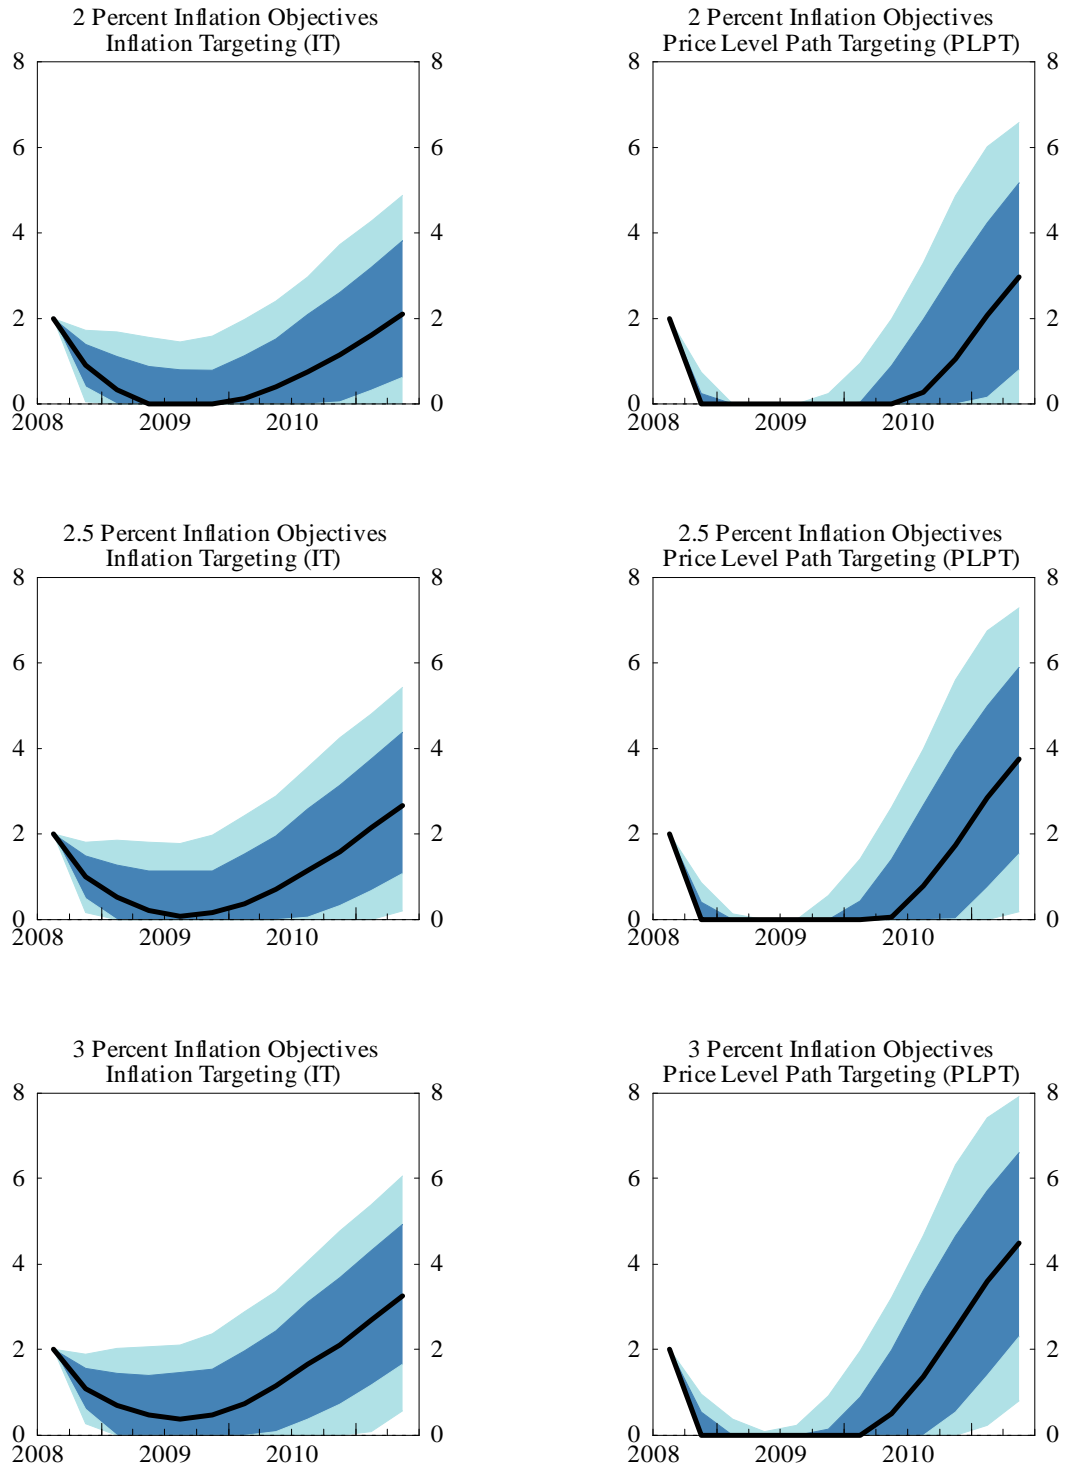 2 Percent Inflation Objectives
Inflation Targeting (IT)
8 8
6 6
4 4
2 2
0 0
2008 2009 2010
2 Percent Inflation Objectives
Price Level Path Targeting (PLPT)
8 8
6 6
4 4
2 2
0 0
2008 2009 2010
2.5 Percent Inflation Objectives
Inflation Targeting (IT)
8 8
6 6
4 4
2 2
0 0
2008 2009 2010
2.5 Percent Inflation Objectives
Price Level Path Targeting (PLPT)
8 8
6 6
4 4
2 2
0 0
2008 2009 2010
3 Percent Inflation Objectives
Inflation Targeting (IT)
8 8
6 6
4 4
2 2
0 0
2008 2009 2010
3 Percent Inflation Objectives
Price Level Path Targeting (PLPT)
8 8
6 6
4 4
2 2
0 0
2008 2009 2010